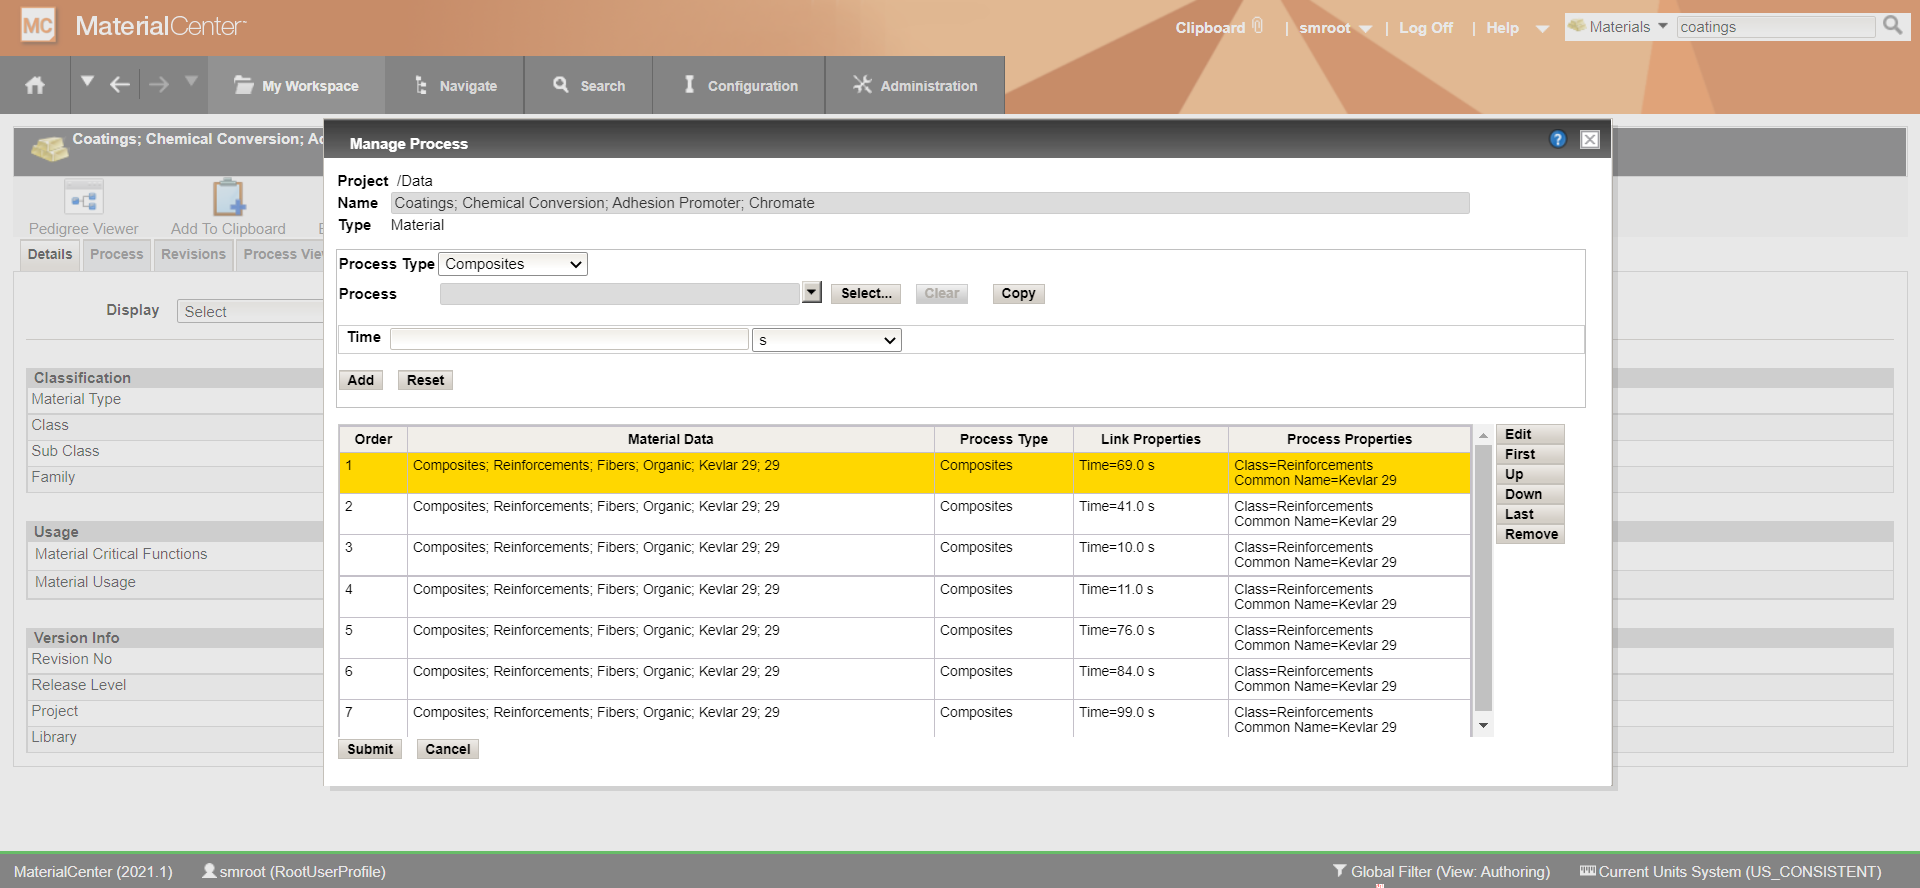 MC MaterialCenter
Clipboard | smroot | Log Off | Help
Materials coatings
My Workspace Navigate Search Configuration Administration
Coatings; Chemical Conversion; Ad
Pedigree Viewer Add To Clipboard
Details Process Revisions Process Vie
Display Select
Classification
Material Type
Class
Sub Class
Family
Usage
Material Critical Functions
Material Usage
Version Info
Revision No
Release Level
Project
Library
Manage Process ?
Project /Data
Name Coatings; Chemical Conversion; Adhesion Promoter; Chromate
Type Material
Process Type Composites
Process Select... Clear Copy
Time s
Add Reset
Order Material Data Process Type Link Properties Process Properties
1 Composites; Reinforcements; Fibers; Organic; Kevlar 29; 29 Composites Time=69.0 s Class=Reinforcements
Common Name=Kevlar 29
2 Composites; Reinforcements; Fibers; Organic; Kevlar 29; 29 Composites Time=41.0 s Class=Reinforcements
Common Name=Kevlar 29
3 Composites; Reinforcements; Fibers; Organic; Kevlar 29; 29 Composites Time=10.0 s Class=Reinforcements
Common Name=Kevlar 29
4 Composites; Reinforcements; Fibers; Organic; Kevlar 29; 29 Composites Time=11.0 s Class=Reinforcements
Common Name=Kevlar 29
5 Composites; Reinforcements; Fibers; Organic; Kevlar 29; 29 Composites Time=76.0 s Class=Reinforcements
Common Name=Kevlar 29
6 Composites; Reinforcements; Fibers; Organic; Kevlar 29; 29 Composites Time=84.0 s Class=Reinforcements
Common Name=Kevlar 29
7 Composites; Reinforcements; Fibers; Organic; Kevlar 29; 29 Composites Time=99.0 s Class=Reinforcements
Common Name=Kevlar 29
Edit
First
Up
Down
Last
Remove
Submit Cancel
MaterialCenter (2021.1) smroot (RootUserProfile) Global Filter (View: Authoring) Current Units System (US_CONSISTENT)